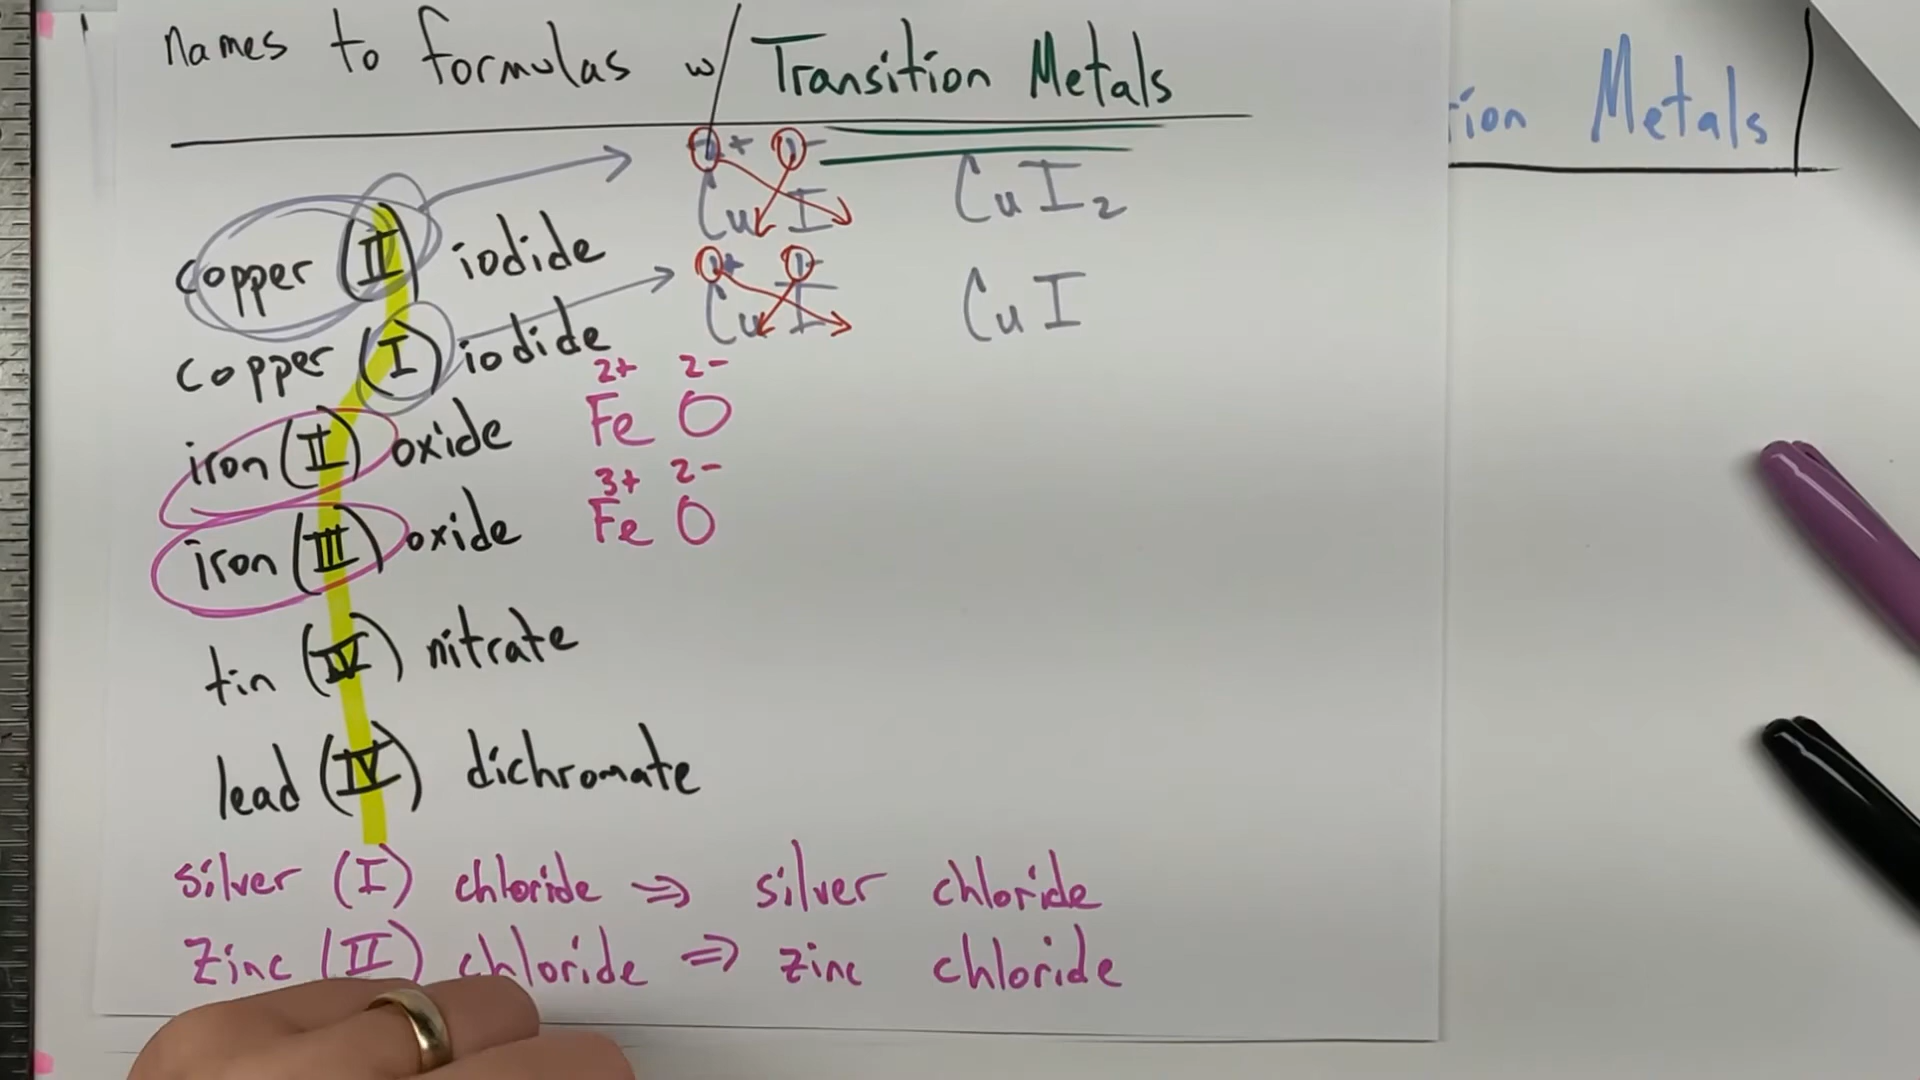 Names to formulas w/ Transition Metals
tion Metals
+ 1-
copper (II) iodide Cu I CuI2
1+ 1-
copper (I) iodide Cu I CuI
2+ 2-
iron (II) oxide Fe O
3+ 2-
iron (III) oxide Fe O
tin (IV) nitrate
lead (IV) dichromate
silver (I) chloride ⇒ silver chloride
Zinc (II) chloride ⇒ zinc chloride